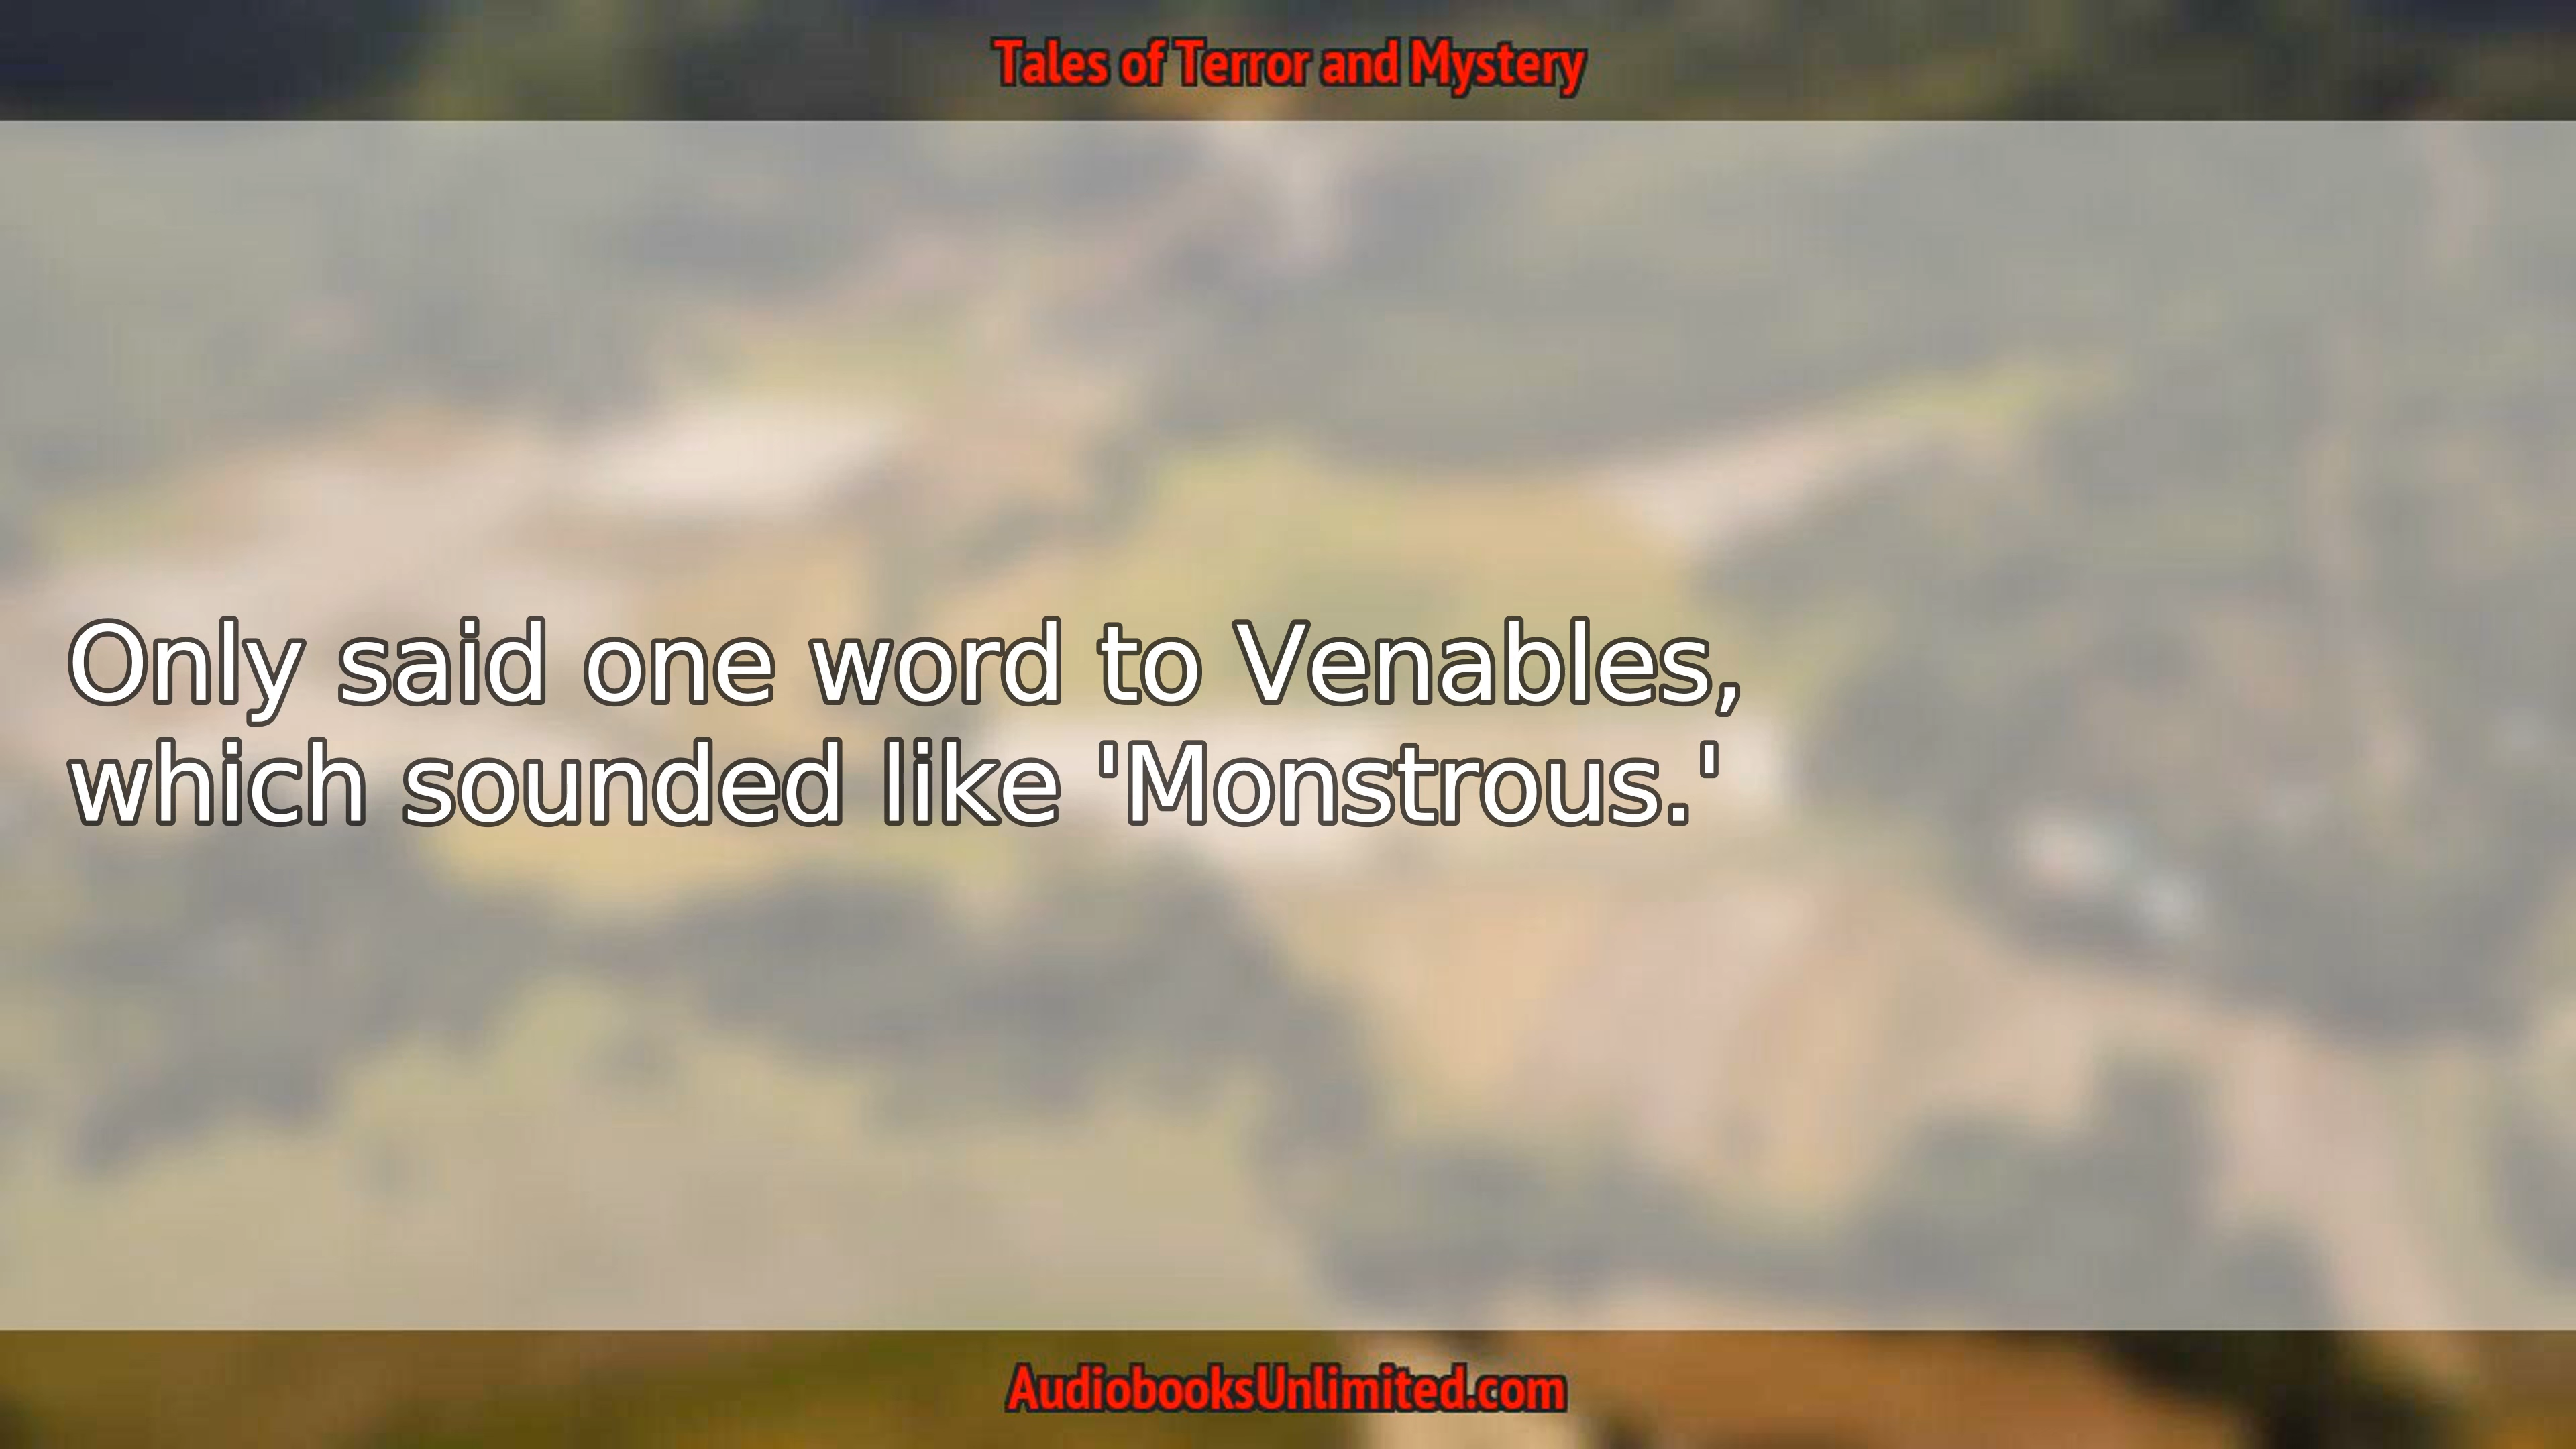 Tales of Terror and Mystery
Only said one word to Venables,
which sounded like 'Monstrous.'
AudiobooksUnlimited.com